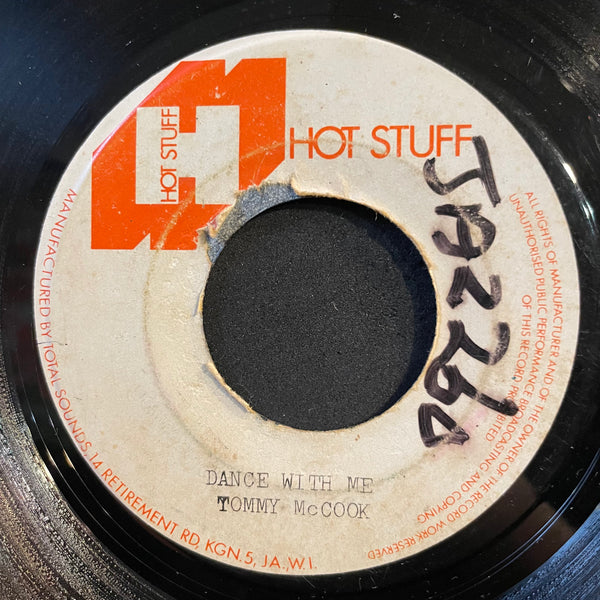 HOT STUFF
HOT STUFF
DANCE WITH ME
TOMMY McCOOK
MANUFACTURED BY TOTAL SOUNDS, 14 RETIREMENT RD, KGN. 5, JA. W.I.
ALL RIGHTS OF MANUFACTURER AND OF THE OWNER OF THE RECORD WORK RESERVED
UNAUTHORISED PUBLIC PERFORMANCE BROADCASTING AND COPYING
OF THIS RECORD PROHIBITED